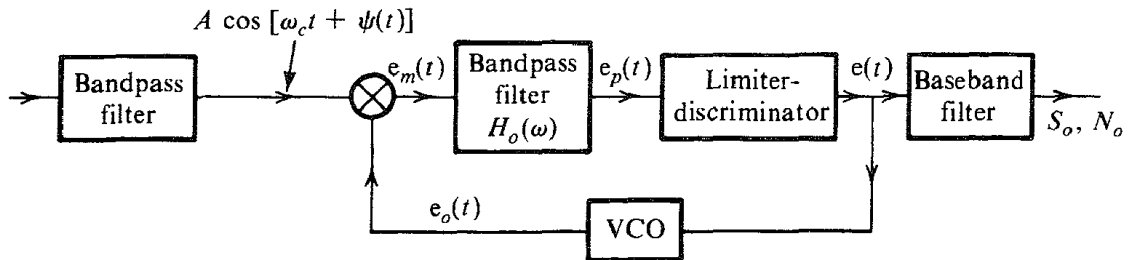 A cos [ω_c t + ψ(t)]
Bandpass
filter
e_m(t)
Bandpass
filter
H_o(ω)
e_p(t)
Limiter-
discriminator
e(t)
Baseband
filter
S_o, N_o
e_o(t)
VCO